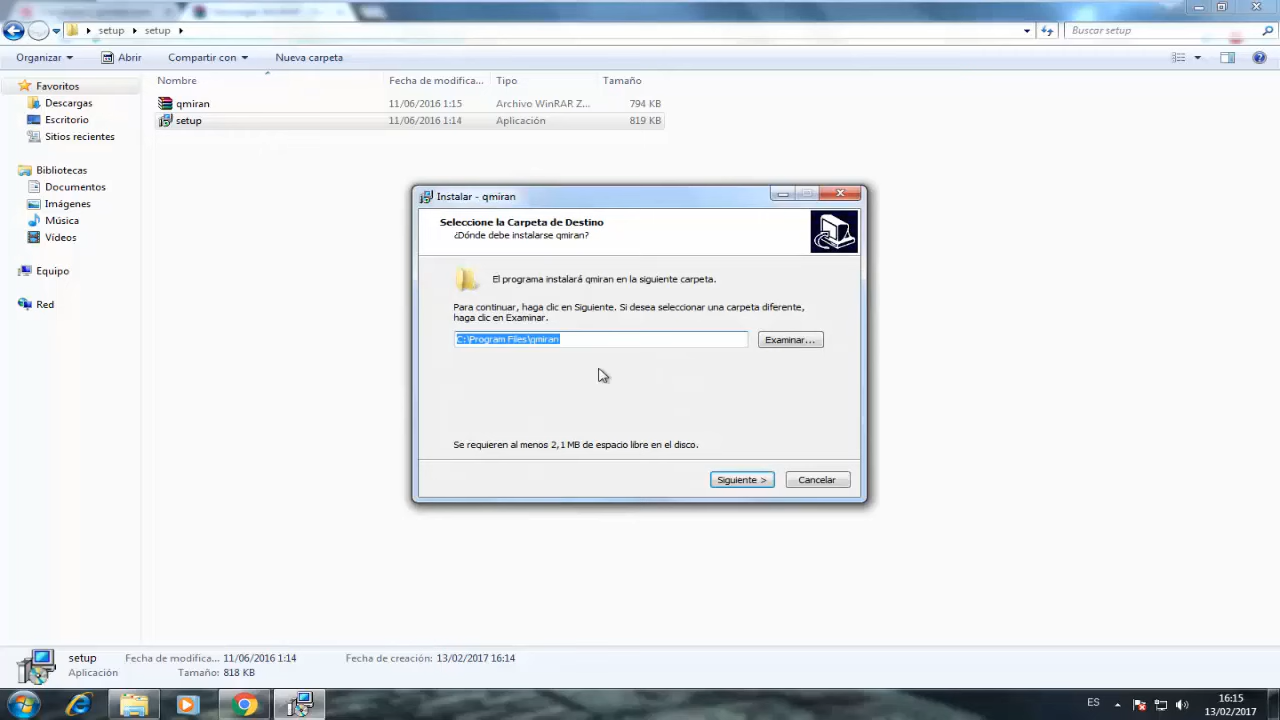 setup
setup
Buscar setup
Organizar
Abrir
Compartir con
Nueva carpeta
Favoritos
Descargas
Escritorio
Sitios recientes
Bibliotecas
Documentos
Imágenes
Música
Vídeos
Equipo
Red
Nombre
Fecha de modifica...
Tipo
Tamaño
qmiran
11/06/2016 1:15
Archivo WinRAR Z...
794 KB
setup
11/06/2016 1:14
Aplicación
819 KB
Instalar - qmiran
Seleccione la Carpeta de Destino
¿Dónde debe instalarse qmiran?
El programa instalará qmiran en la siguiente carpeta.
Para continuar, haga clic en Siguiente. Si desea seleccionar una carpeta diferente,
haga clic en Examinar.
C:\Program Files\qmiran
Examinar...
Se requieren al menos 2,1 MB de espacio libre en el disco.
Siguiente >
Cancelar
setup
Fecha de modifica... 11/06/2016 1:14
Fecha de creación: 13/02/2017 16:14
Aplicación
Tamaño: 818 KB
ES
16:15
13/02/2017